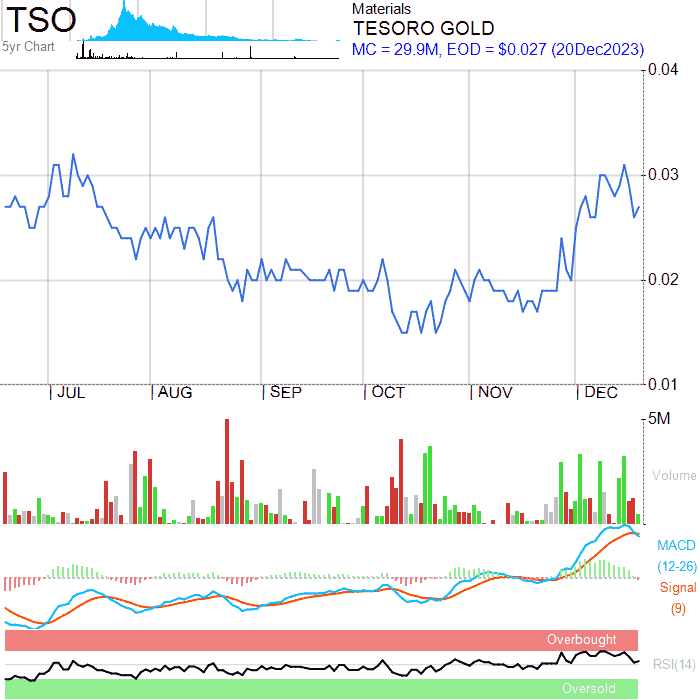 TSO
5yr Chart
Materials
TESORO GOLD
MC = 29.9M, EOD = $0.027 (20Dec2023)
0.04
0.03
0.02
0.01
JUL AUG SEP OCT NOV DEC
5M
Volume
MACD
(12-26)
Signal
(9)
Overbought
RSI(14)
Oversold